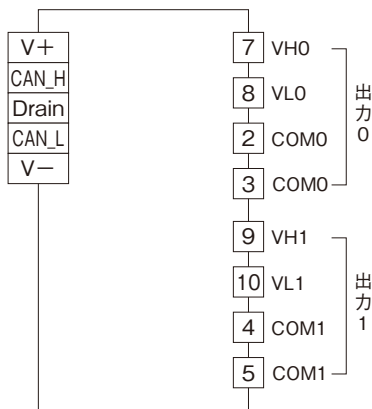 V+
CAN_H
Drain
CAN_L
V−
7 VH0
8 VL0
2 COM0
3 COM0
出力0
9 VH1
10 VL1
4 COM1
5 COM1
出力1